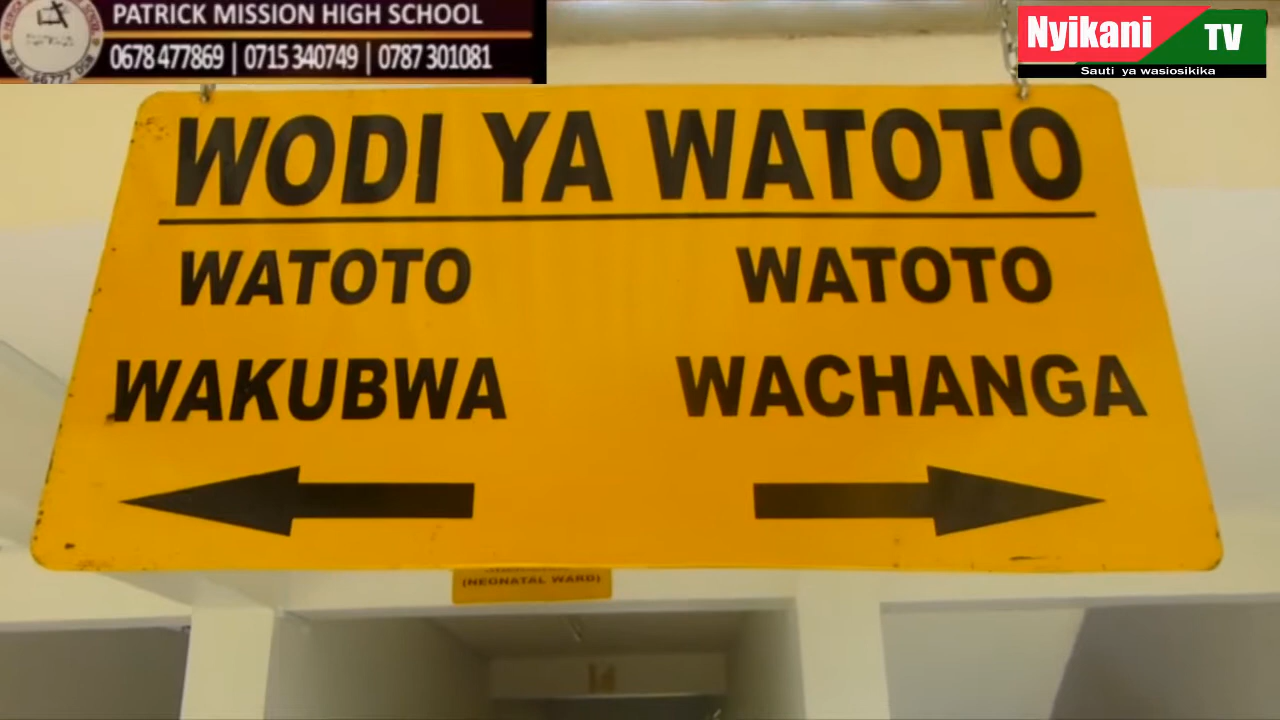 PATRICK MISSION HIGH SCHOOL
0678 477869 | 0715 340749 | 0787 301081
Nyikani TV
Sauti ya wasiosikika
WODI YA WATOTO
WATOTO
WAKUBWA
WATOTO
WACHANGA
(NEONATAL WARD)